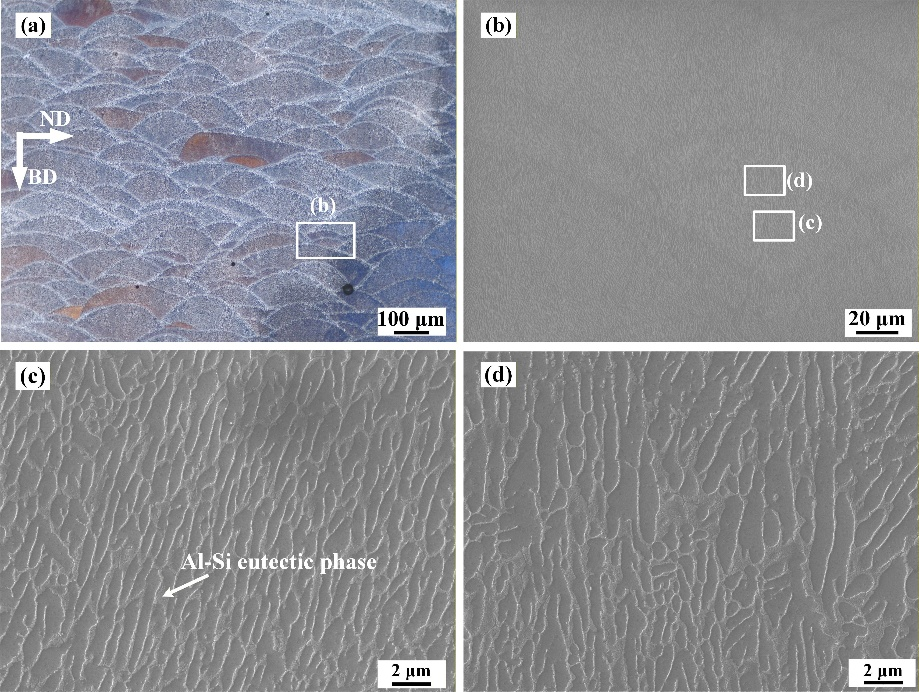 (a)
ND
BD
(b)
100 μm
(b)
(d)
(c)
20 μm
(c)
Al-Si eutectic phase
2 μm
(d)
2 μm